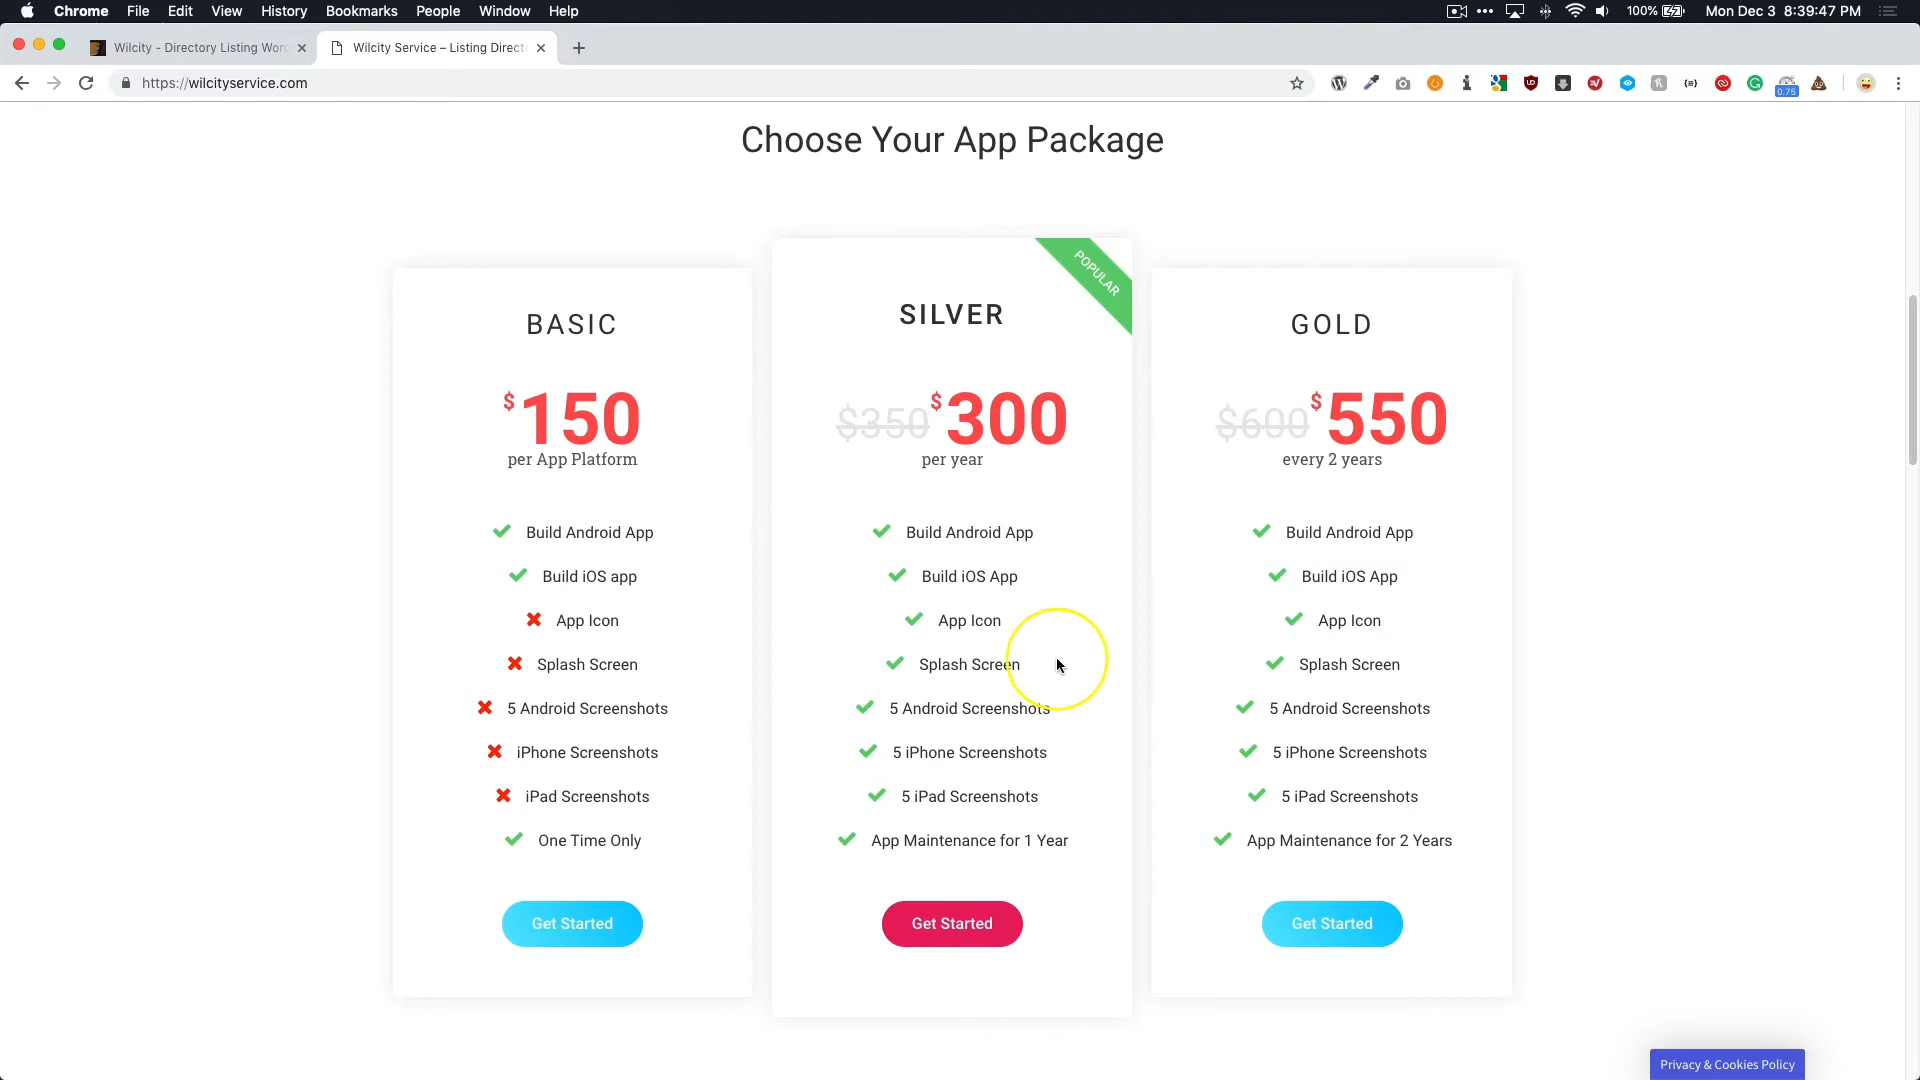 Chrome File Edit View History Bookmarks People Window Help
100% Mon Dec 3 8:39:47 PM
Wilcity - Directory Listing Wor
Wilcity Service – Listing Direct
https://wilcityservice.com
0.75
Choose Your App Package
BASIC
$150
per App Platform
Build Android App
Build iOS app
App Icon
Splash Screen
5 Android Screenshots
iPhone Screenshots
iPad Screenshots
One Time Only
Get Started
POPULAR
SILVER
$350 $300
per year
Build Android App
Build iOS App
App Icon
Splash Screen
5 Android Screenshots
5 iPhone Screenshots
5 iPad Screenshots
App Maintenance for 1 Year
Get Started
GOLD
$600 $550
every 2 years
Build Android App
Build iOS App
App Icon
Splash Screen
5 Android Screenshots
5 iPhone Screenshots
5 iPad Screenshots
App Maintenance for 2 Years
Get Started
Privacy & Cookies Policy